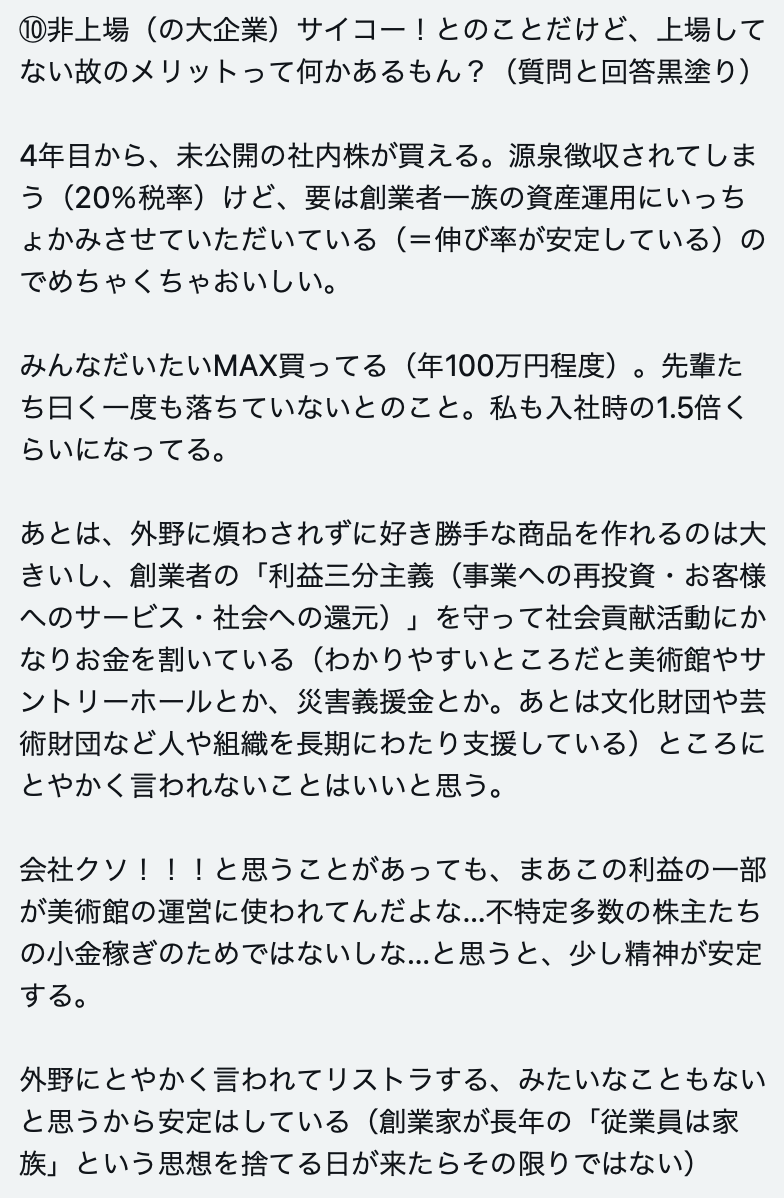 ⑩非上場（の大企業）サイコー！とのことだけど、上場して
ない故のメリットって何かあるもん？（質問と回答黒塗り）
4年目から、未公開の社内株が買える。源泉徴収されてしま
う（20%税率）けど、要は創業者一族の資産運用にいっち
ょかみさせていただいている（＝伸び率が安定している）の
でめちゃくちゃおいしい。
みんなだいたいMAX買ってる（年100万円程度）。先輩た
ち曰く一度も落ちていないとのこと。私も入社時の1.5倍く
らいになってる。
あとは、外野に煩わされずに好き勝手な商品を作れるのは大
きいし、創業者の「利益三分主義（事業への再投資・お客様
へのサービス・社会への還元）」を守って社会貢献活動にか
なりお金を割いている（わかりやすいところだと美術館やサ
ントリーホールとか、災害義援金とか。あとは文化財団や芸
術財団など人や組織を長期にわたり支援している）ところに
とやかく言われないことはいいと思う。
会社クソ！！！と思うことがあっても、まあこの利益の一部
が美術館の運営に使われてんだよな…不特定多数の株主たち
の小金稼ぎのためではないしな…と思うと、少し精神が安定
する。
外野にとやかく言われてリストラする、みたいなこともない
と思うから安定はしている（創業家が長年の「従業員は家
族」という思想を捨てる日が来たらその限りではない）